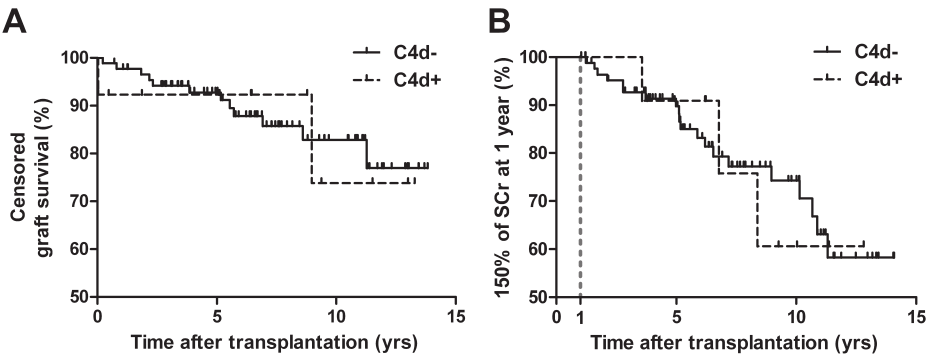 A
C4d-
C4d+
Censored
graft survival (%)
100
90
80
70
60
50
0
5
10
15
Time after transplantation (yrs)
B
C4d-
C4d+
150% of SCr at 1 year (%)
100
90
80
70
60
50
0
1
5
10
15
Time after transplantation (yrs)